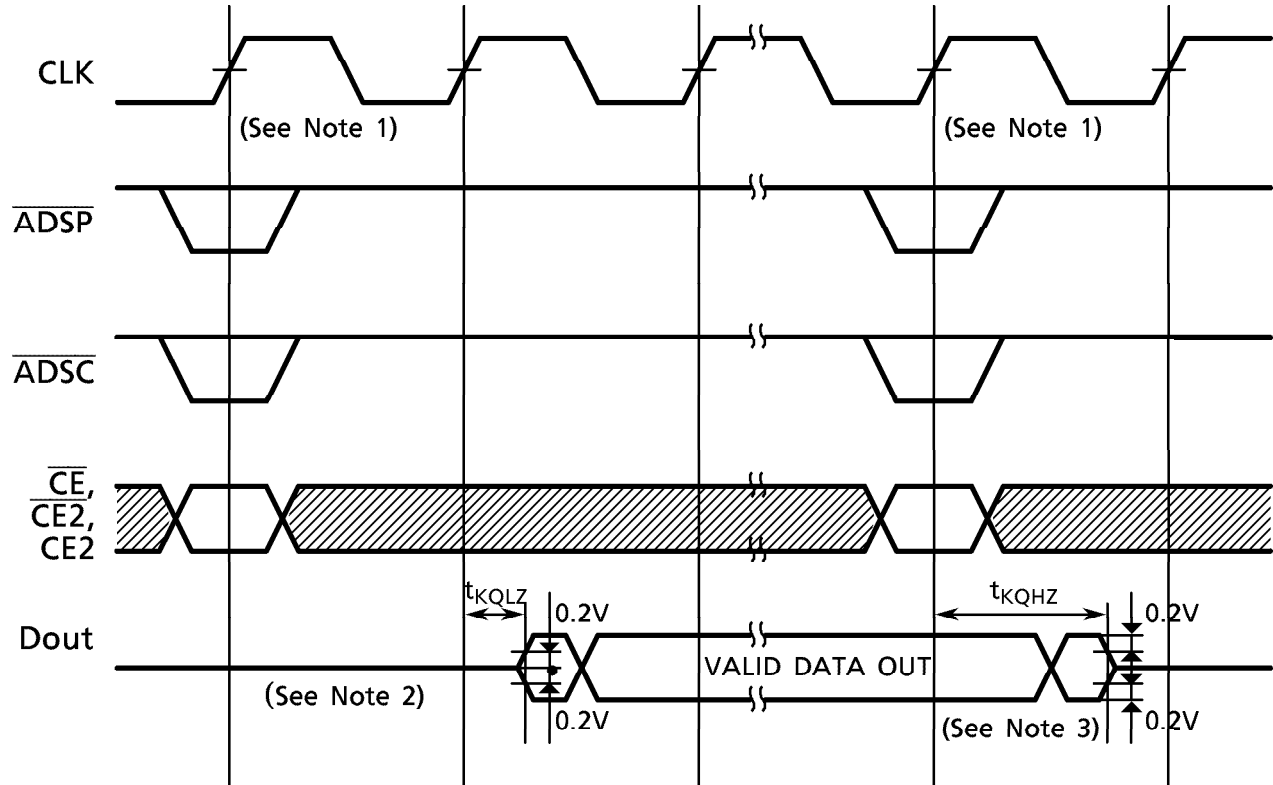 CLK
(See Note 1)
(See Note 1)
ADSP
ADSC
CE,
CE2,
CE2
tKQLZ
0.2V
tKQHZ
0.2V
Dout
VALID DATA OUT
(See Note 2)
0.2V
(See Note 3)
0.2V